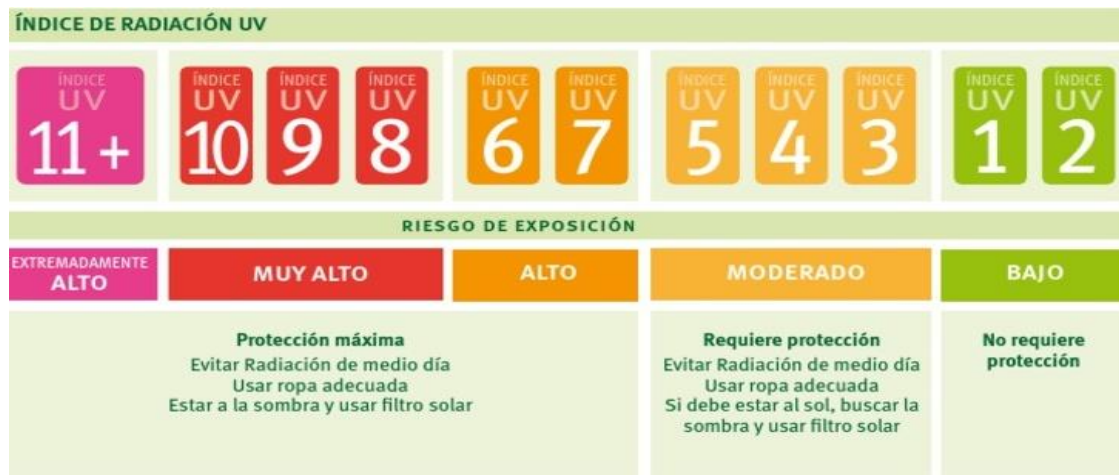 ÍNDICE DE RADIACIÓN UV
ÍNDICE UV 11+
ÍNDICE UV 10
ÍNDICE UV 9
ÍNDICE UV 8
ÍNDICE UV 6
ÍNDICE UV 7
ÍNDICE UV 5
ÍNDICE UV 4
ÍNDICE UV 3
ÍNDICE UV 1
ÍNDICE UV 2
RIESGO DE EXPOSICIÓN
EXTREMADAMENTE
ALTO
MUY ALTO
ALTO
MODERADO
BAJO
Protección máxima
Evitar Radiación de medio día
Usar ropa adecuada
Estar a la sombra y usar filtro solar
Requiere protección
Evitar Radiación de medio día
Usar ropa adecuada
Si debe estar al sol, buscar la
sombra y usar filtro solar
No requiere
protección